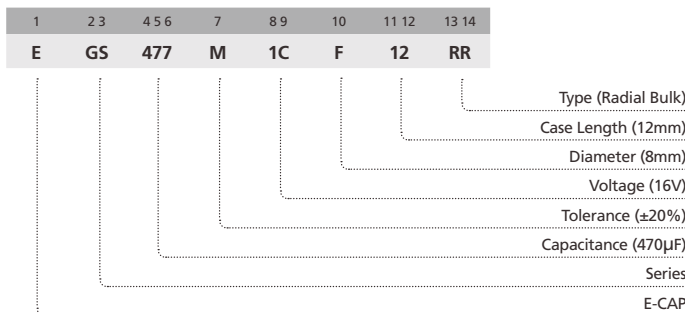 1 2 3 4 5 6 7 8 9 10 11 12 13 14
E GS 477 M 1C F 12 RR
Type (Radial Bulk)
Case Length (12mm)
Diameter (8mm)
Voltage (16V)
Tolerance (±20%)
Capacitance (470µF)
Series
E-CAP